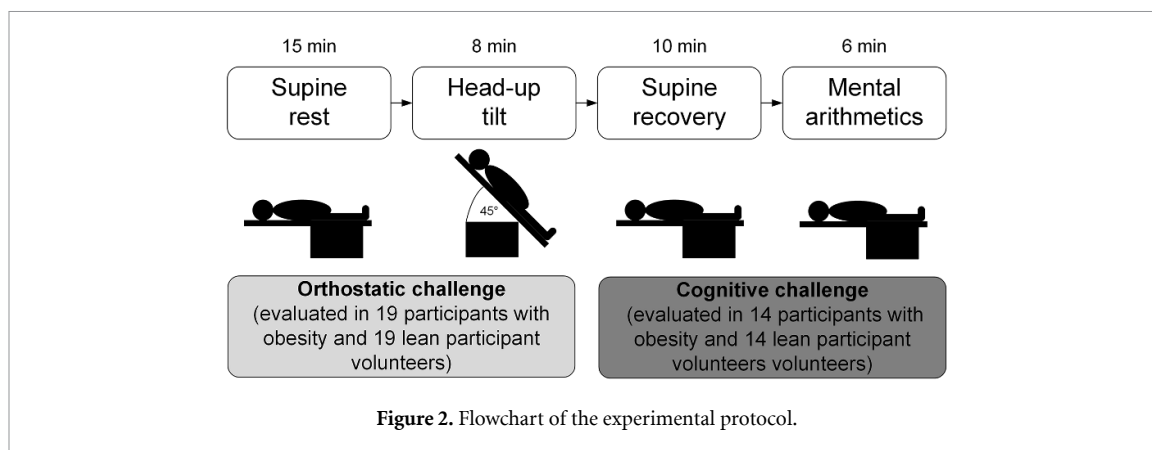 15 min
8 min
10 min
6 min
Supine
rest
Head-up
tilt
Supine
recovery
Mental
arithmetics
45°
Orthostatic challenge
(evaluated in 19 participants with
obesity and 19 lean participant
volunteers)
Cognitive challenge
(evaluated in 14 participants with
obesity and 14 lean participant
volunteers volunteers)
Figure 2. Flowchart of the experimental protocol.